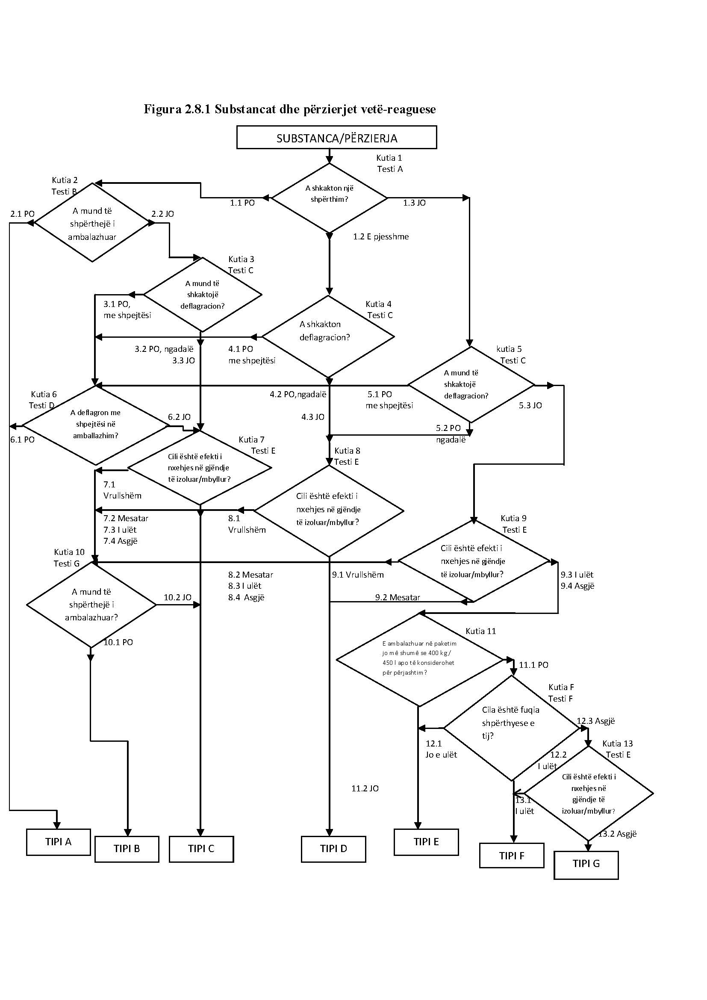 Figura 2.8.1 Substancat dhe përzierjet vetë-reaguese
SUBSTANCA/PËRZIERJA
Kutia 1
Testi A
A shkakton një
shpërthim?
1.1 PO
1.3 JO
1.2 E pjesshme
Kutia 2
Testi B
A mund të
shpërthejë i
ambalazhuar
2.1 PO
2.2 JO
Kutia 3
Testi C
A mund të
shkaktojë
deflagracion?
3.1 PO,
me shpejtësi
3.2 PO, ngadalë
3.3 JO
Kutia 4
Testi C
A shkakton
deflagracion?
4.1 PO
me shpejtësi
4.2 PO,ngadalë
4.3 JO
kutia 5
Testi C
A mund të
shkaktojë
deflagracion?
5.1 PO
me shpejtësi
5.3 JO
5.2 PO
ngadalë
Kutia 6
Testi D
A deflagron me
shpejtësi në
amballazhim?
6.1 PO
6.2 JO
Kutia 7
Testi E
Cili është efekti i
nxehjes në gjëndje
të izoluar/mbyllur?
7.1
Vrullshëm
7.2 Mesatar
7.3 I ulët
7.4 Asgjë
Kutia 8
Testi E
Cili është efekti i
nxehjes në gjëndje
të izoluar/mbyllur?
8.1
Vrullshëm
8.2 Mesatar
8.3 I ulët
8.4 Asgjë
Kutia 9
Testi E
Cili është efekti i
nxehjes në gjëndje
të izoluar/mbyllur?
9.1 Vrullshëm
9.2 Mesatar
9.3 I ulët
9.4 Asgjë
Kutia 10
Testi G
A mund të
shpërthejë i
ambalazhuar?
10.2 JO
10.1 PO
Kutia 11
E ambalazhuar në paketim
jo më shumë se 400 kg /
450 l apo të konsiderohet
për përjashtim?
11.1 PO
11.2 JO
Kutia F
Testi F
Cila është fuqia
shpërthyese e
tij?
12.1
Jo e ulët
12.2
I ulët
12.3 Asgjë
Kutia 13
Testi E
Cili është efekti i
nxehjes në
gjëndje të
izoluar/mbyllur?
13.1
I ulët
13.2 Asgjë
TIPI A
TIPI B
TIPI C
TIPI D
TIPI E
TIPI F
TIPI G